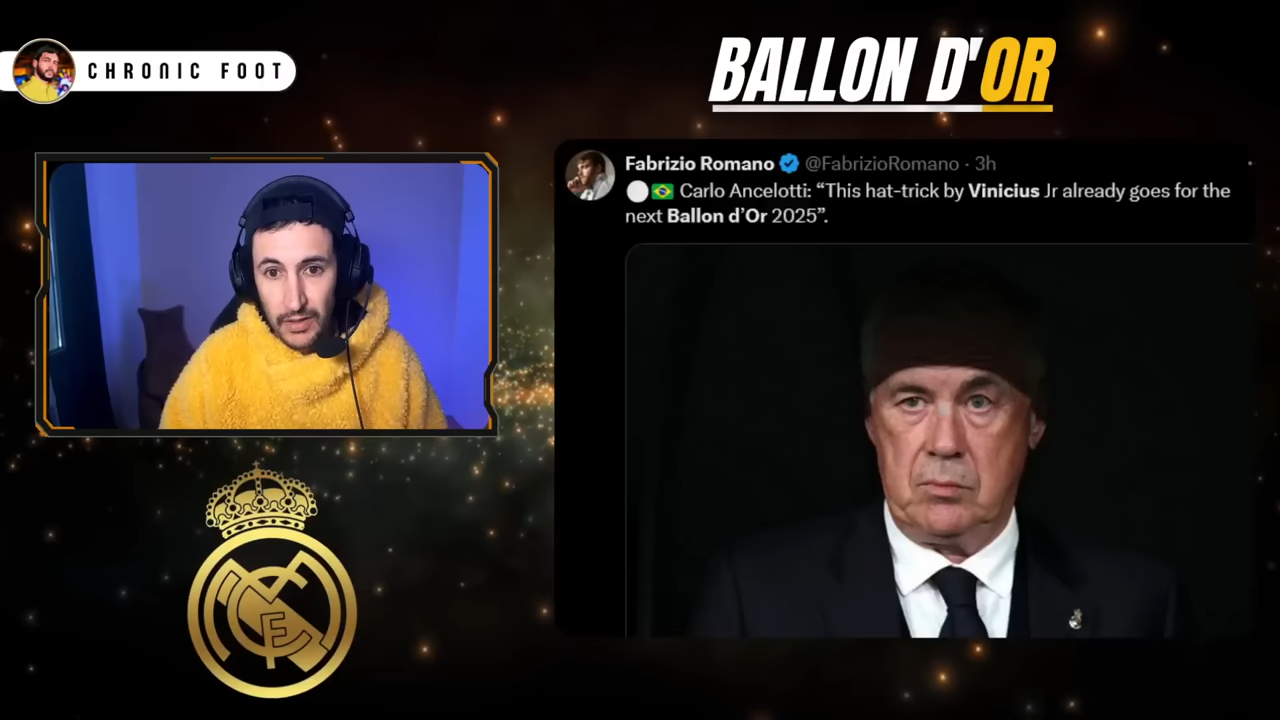 CHRONIC FOOT
BALLON D'OR
Fabrizio Romano @FabrizioRomano · 3h
Carlo Ancelotti: “This hat-trick by Vinicius Jr already goes for the
next Ballon d’Or 2025”.